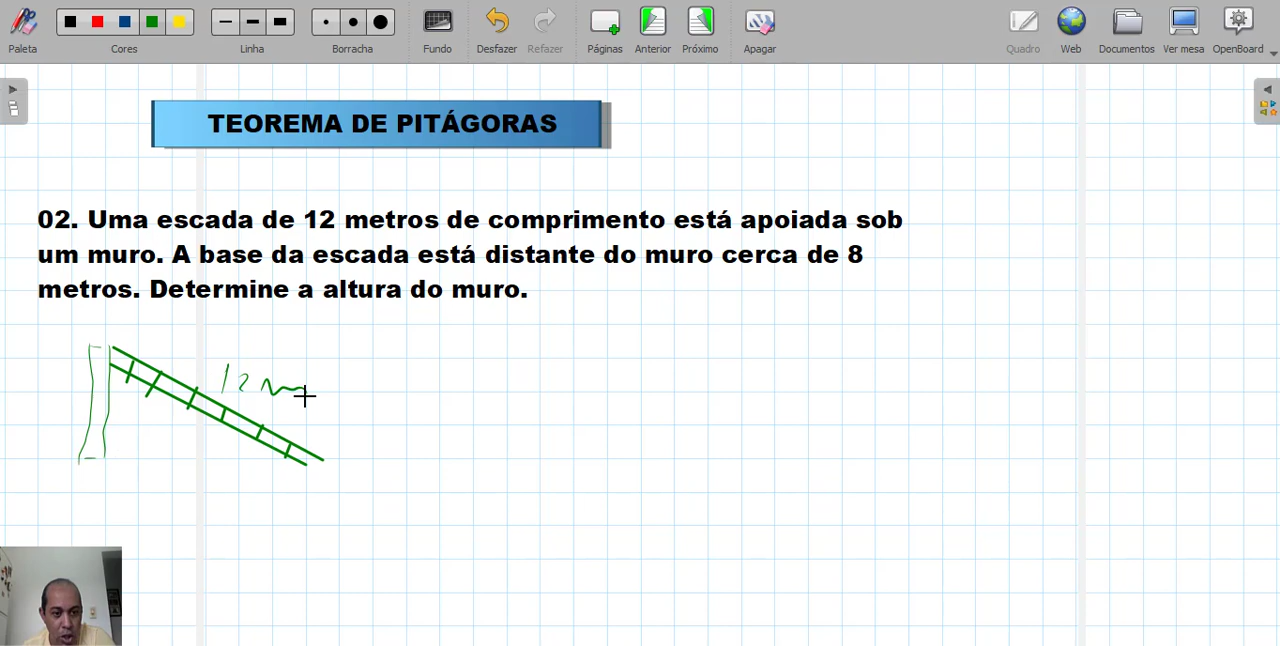 Paleta
Cores
Linha
Borracha
Fundo
Desfazer
Refazer
Páginas
Anterior
Próximo
Apagar
Quadro
Web
Documentos
Ver mesa
OpenBoard
TEOREMA DE PITÁGORAS
02. Uma escada de 12 metros de comprimento está apoiada sob
um muro. A base da escada está distante do muro cerca de 8
metros. Determine a altura do muro.
12 m